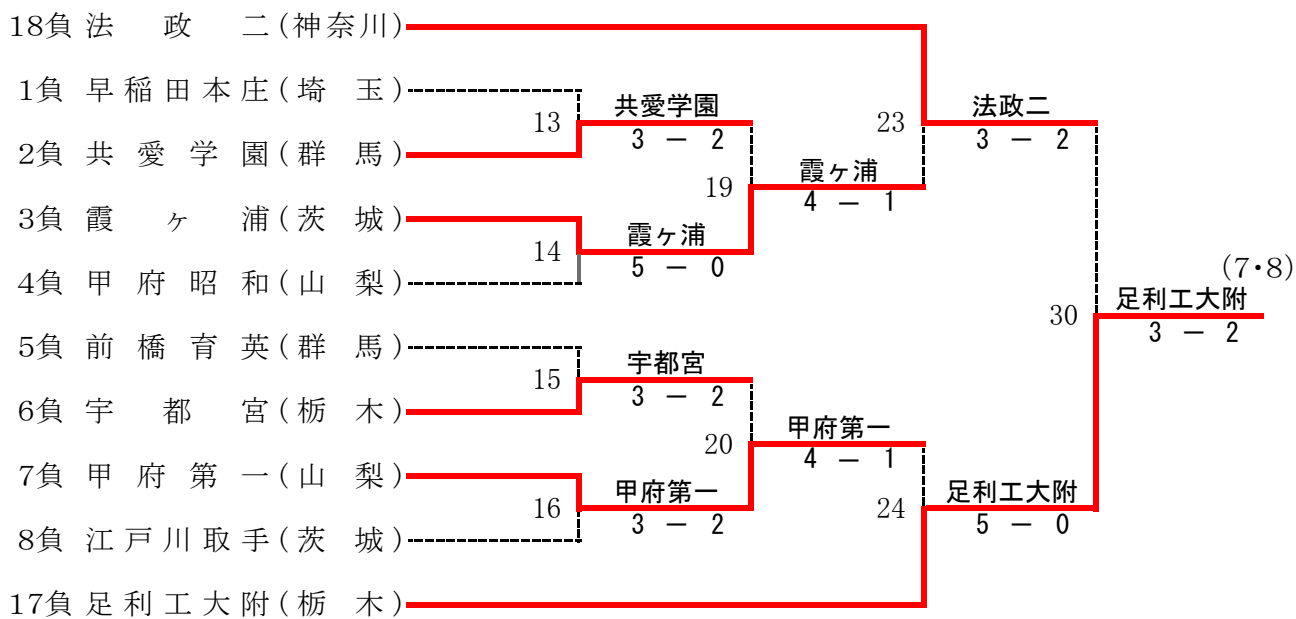 18負 法政二(神奈川)
1負 早稲田本庄(埼玉)
2負 共愛学園(群馬)
3負 霞ヶ浦(茨城)
4負 甲府昭和(山梨)
5負 前橋育英(群馬)
6負 宇都宮(栃木)
7負 甲府第一(山梨)
8負 江戸川取手(茨城)
17負 足利工大附(栃木)
13
共愛学園
3 － 2
14
霞ヶ浦
5 － 0
15
宇都宮
3 － 2
16
甲府第一
3 － 2
19
霞ヶ浦
4 － 1
20
甲府第一
4 － 1
23
法政二
3 － 2
24
足利工大附
5 － 0
30
(7・8)
足利工大附
3 － 2